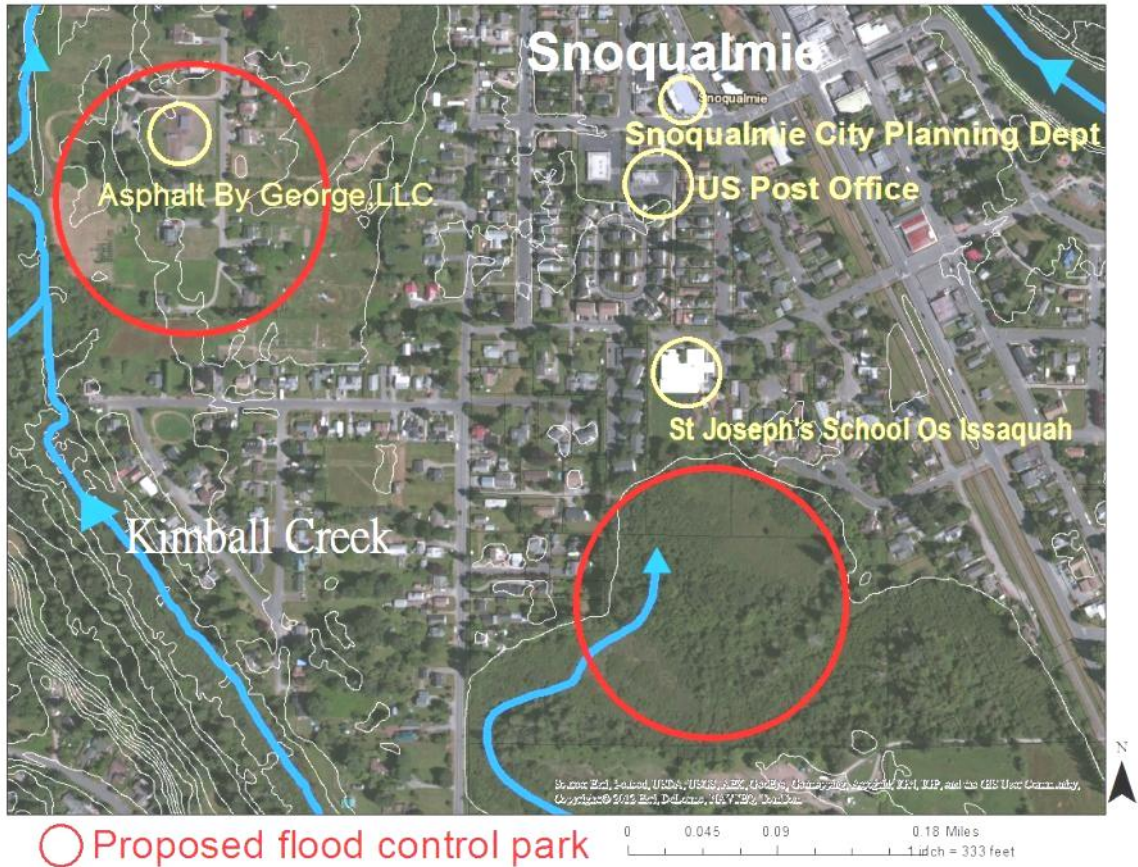 Snoqualmie
Snoqualmie
Snoqualmie City Planning Dept
US Post Office
Asphalt By George,LLC
St Joseph's School Os Issaquah
Kimball Creek
N
Proposed flood control park
0 0.045 0.09 0.18 Miles
1 inch = 333 feet